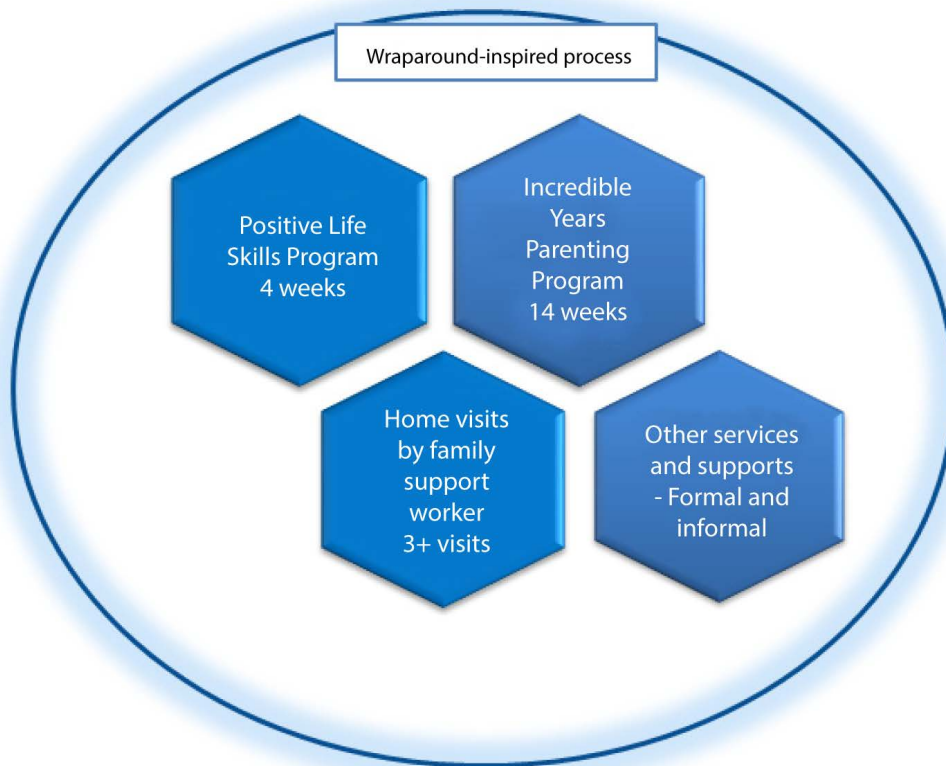 Wraparound-inspired process
Positive Life
Skills Program
4 weeks
Incredible
Years
Parenting
Program
14 weeks
Home visits
by family
support
worker
3+ visits
Other services
and supports
- Formal and
informal